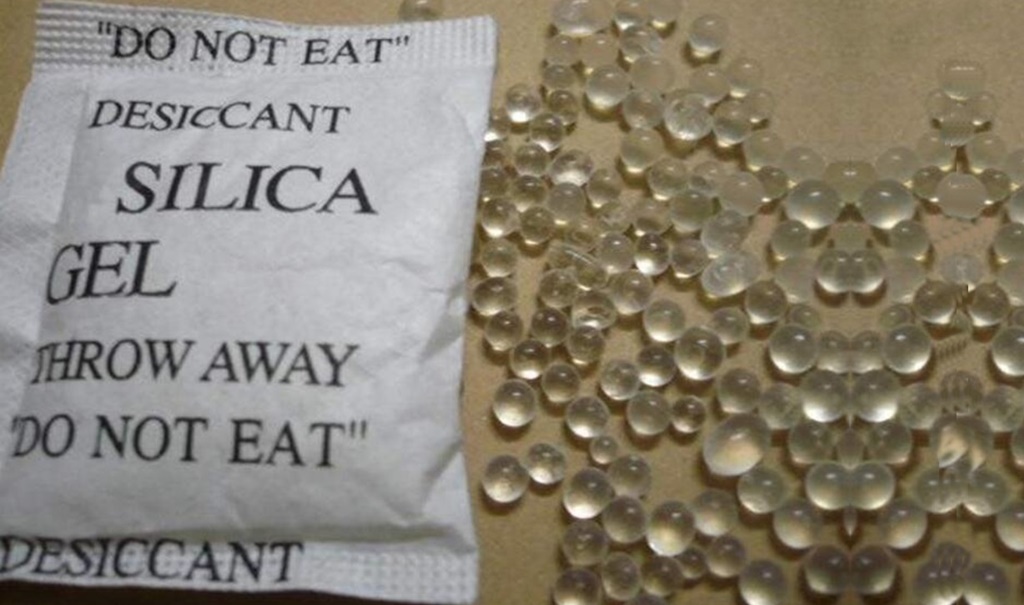 "DO NOT EAT"
DESICCANT
SILICA
GEL
THROW AWAY
"DO NOT EAT"
DESICCANT